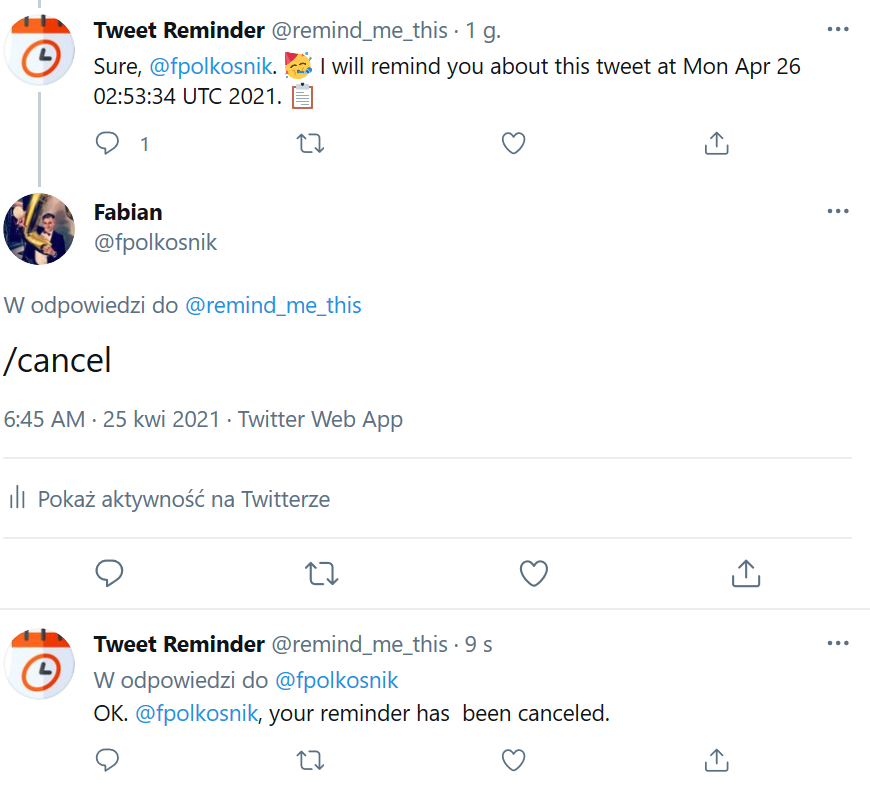 Tweet Reminder @remind_me_this · 1 g.
Sure, @fpolkosnik. 🥳 I will remind you about this tweet at Mon Apr 26
02:53:34 UTC 2021. 📋
1
Fabian
@fpolkosnik
W odpowiedzi do @remind_me_this
/cancel
6:45 AM · 25 kwi 2021 · Twitter Web App
Pokaż aktywność na Twitterze
Tweet Reminder @remind_me_this · 9 s
W odpowiedzi do @fpolkosnik
OK. @fpolkosnik, your reminder has  been canceled.